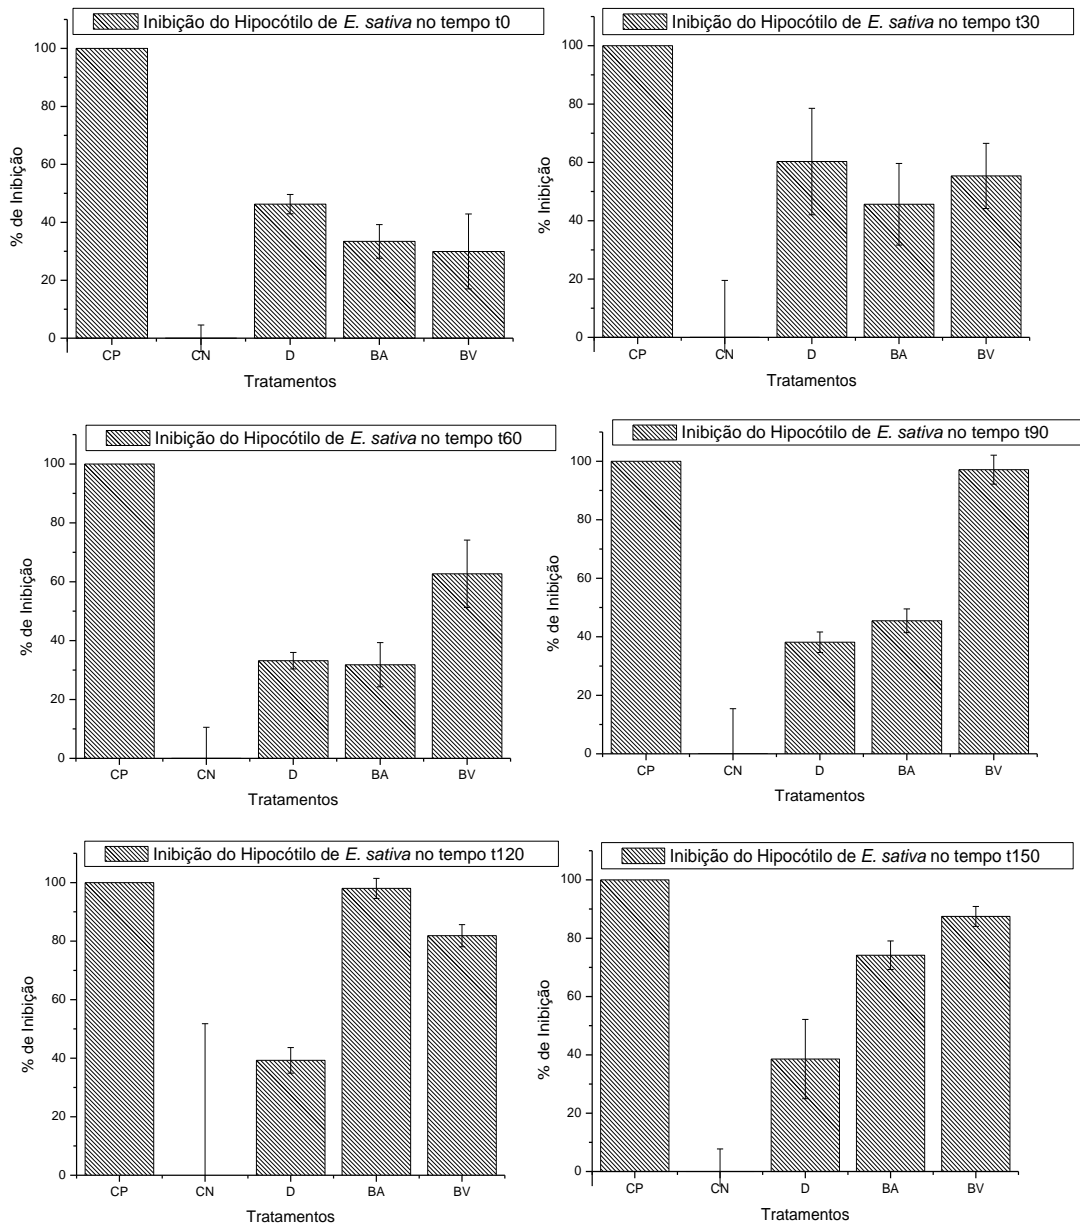 Inibição do Hipocótilo de E. sativa no tempo t0
% de Inibição
100
80
60
40
20
0
CP CN D BA BV
Tratamentos
Inibição do Hipocótilo de E. sativa no tempo t30
% Inibição
100
80
60
40
20
0
CP CN D BA BV
Tratamentos
Inibição do Hipocótilo de E. sativa no tempo t60
% de Inibição
100
80
60
40
20
0
CP CN D BA BV
Tratamentos
Inibição do Hipocótilo de E. sativa no tempo t90
% de Inibição
100
80
60
40
20
0
CP CN D BA BV
Tratamentos
Inibição do Hipocótilo de E. sativa no tempo t120
% de Inibição
100
80
60
40
20
0
CP CN D BA BV
Tratamentos
Inibição do Hipocótilo de E. sativa no tempo t150
% de Inibição
100
80
60
40
20
0
CP CN D BA BV
Tratamentos